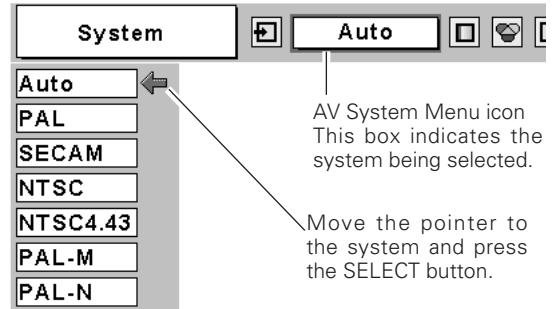 System
Auto
Auto
PAL
SECAM
NTSC
NTSC4.43
PAL-M
PAL-N
AV System Menu icon
This box indicates the
system being selected.
Move the pointer to
the system and press
the SELECT button.